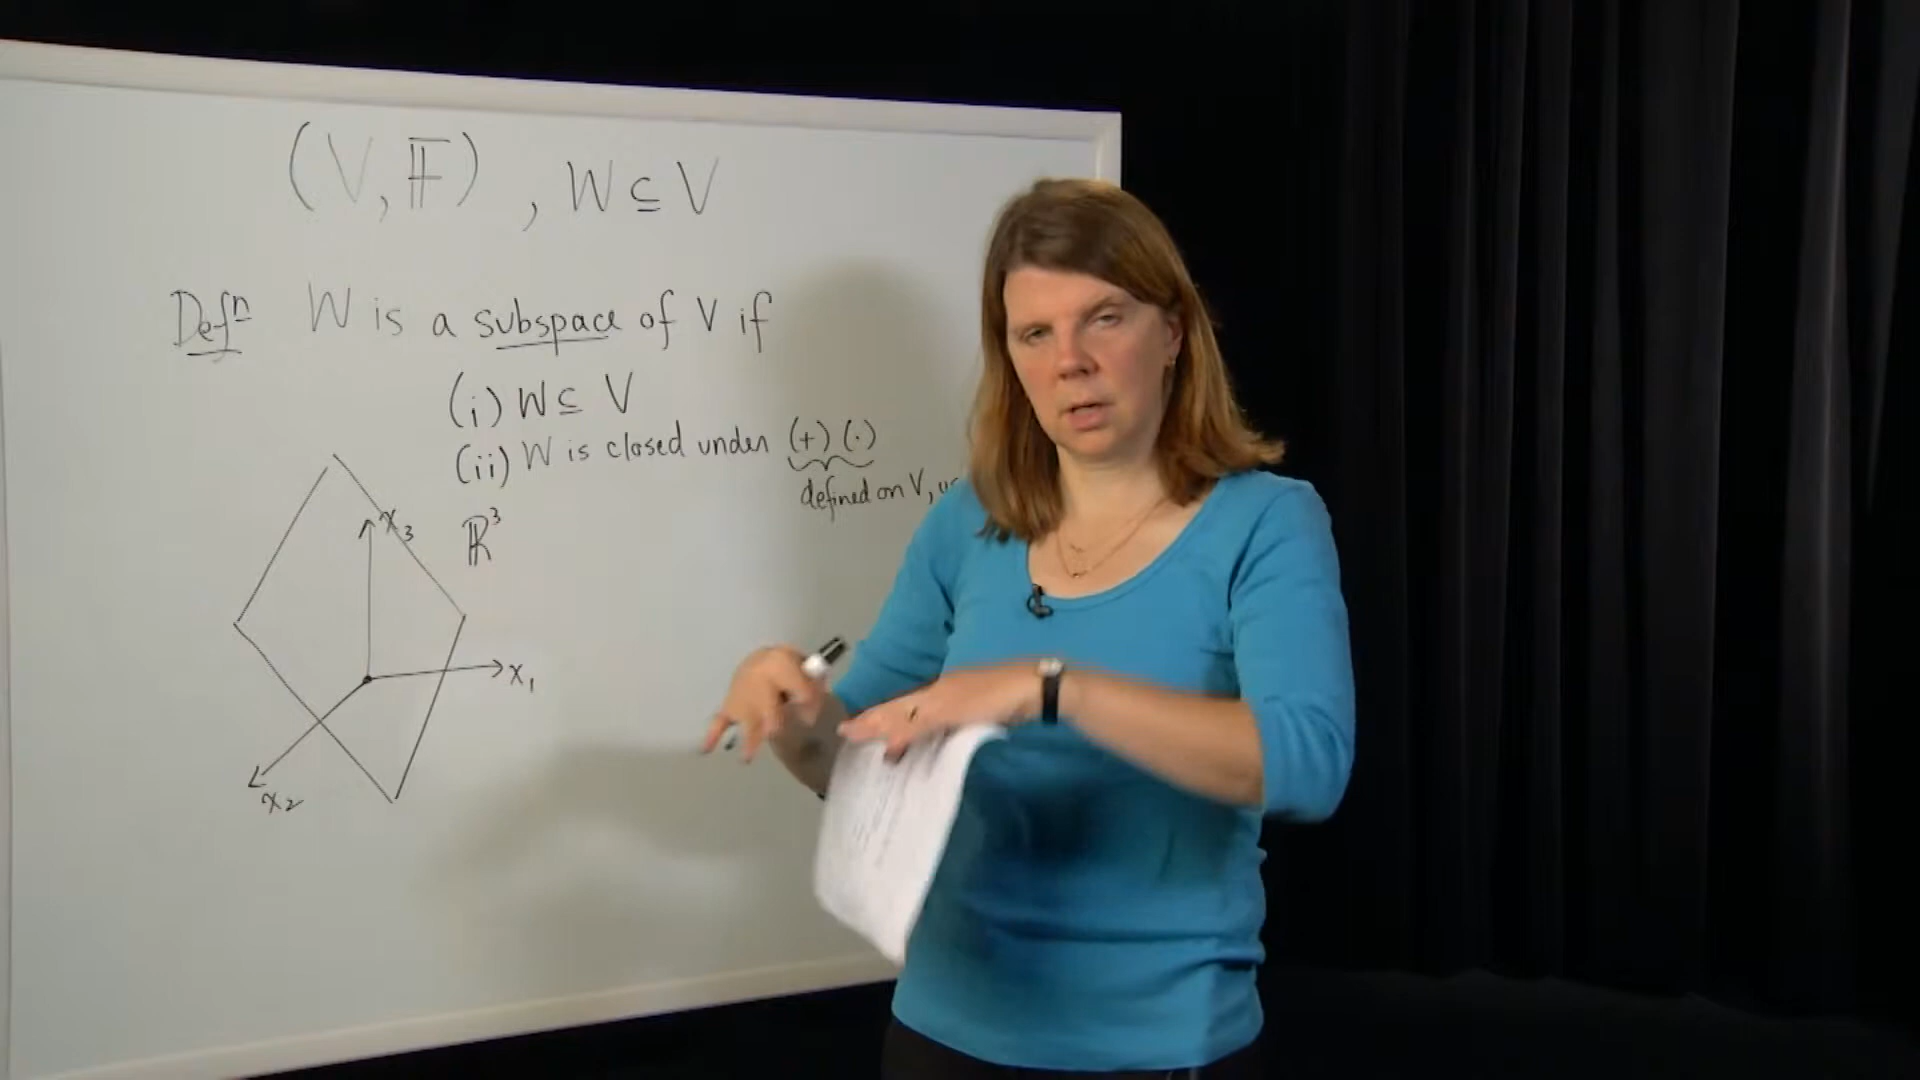 (V, 𝔽), W ⊆ V
Defⁿ W is a subspace of V if
(i) W ⊆ V
(ii) W is closed under (+) (·)
defined on V,
ℝ³
x₃
x₁
x₂